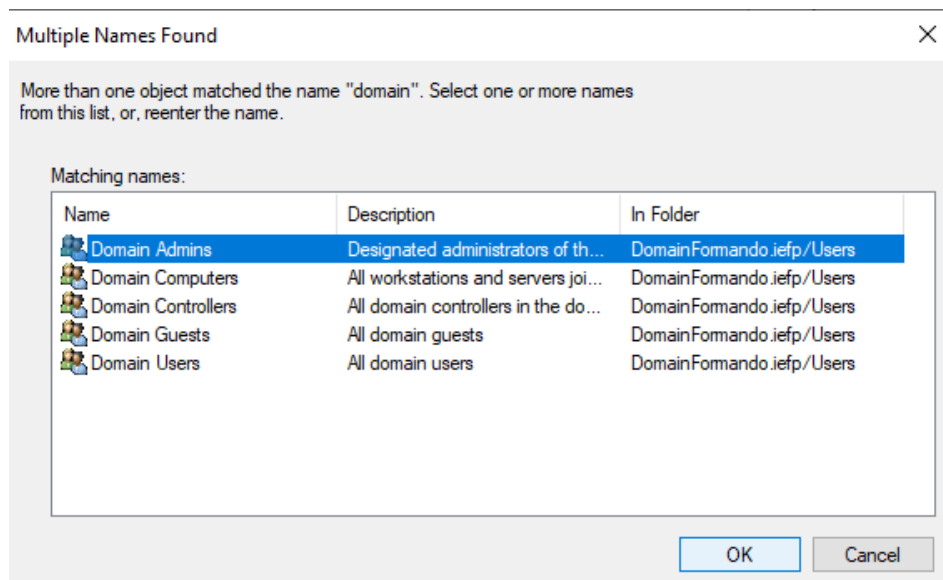 Multiple Names Found
More than one object matched the name "domain". Select one or more names
from this list, or, reenter the name.
Matching names:
Name Description In Folder
Domain Admins Designated administrators of th... DomainFormando.iefp/Users
Domain Computers All workstations and servers joi... DomainFormando.iefp/Users
Domain Controllers All domain controllers in the do... DomainFormando.iefp/Users
Domain Guests All domain guests DomainFormando.iefp/Users
Domain Users All domain users DomainFormando.iefp/Users
OK Cancel